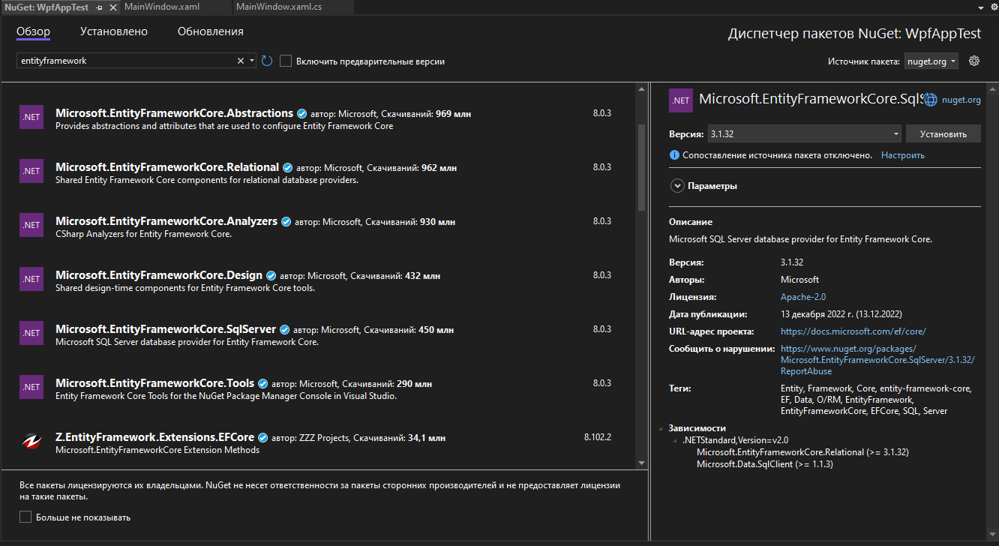 NuGet: WpfAppTest
MainWindow.xaml
MainWindow.xaml.cs
Обзор
Установлено
Обновления
Диспетчер пакетов NuGet: WpfAppTest
entityframework
Включить предварительные версии
Источник пакета: nuget.org
.NET
Microsoft.EntityFrameworkCore.Abstractions автор: Microsoft, Скачиваний: 969 млн
8.0.3
Provides abstractions and attributes that are used to configure Entity Framework Core
.NET
Microsoft.EntityFrameworkCore.Relational автор: Microsoft, Скачиваний: 962 млн
8.0.3
Shared Entity Framework Core components for relational database providers.
.NET
Microsoft.EntityFrameworkCore.Analyzers автор: Microsoft, Скачиваний: 930 млн
8.0.3
CSharp Analyzers for Entity Framework Core.
.NET
Microsoft.EntityFrameworkCore.Design автор: Microsoft, Скачиваний: 432 млн
8.0.3
Shared design-time components for Entity Framework Core tools.
.NET
Microsoft.EntityFrameworkCore.SqlServer автор: Microsoft, Скачиваний: 450 млн
8.0.3
Microsoft SQL Server database provider for Entity Framework Core.
.NET
Microsoft.EntityFrameworkCore.Tools автор: Microsoft, Скачиваний: 290 млн
8.0.3
Entity Framework Core Tools for the NuGet Package Manager Console in Visual Studio.
Z.EntityFramework.Extensions.EFCore автор: ZZZ Projects, Скачиваний: 34,1 млн
8.102.2
Microsoft.EntityFrameworkCore Extension Methods
Все пакеты лицензируются их владельцами. NuGet не несет ответственности за пакеты сторонних производителей и не предоставляет лицензии
на такие пакеты.
Больше не показывать
.NET
Microsoft.EntityFrameworkCore.SqlS
nuget.org
Версия: 3.1.32
Установить
Сопоставление источника пакета отключено. Настроить
Параметры
Описание
Microsoft SQL Server database provider for Entity Framework Core.
Версия: 3.1.32
Авторы: Microsoft
Лицензия: Apache-2.0
Дата публикации: 13 декабря 2022 г. (13.12.2022)
URL-адрес проекта: https://docs.microsoft.com/ef/core/
Сообщить о нарушении: https://www.nuget.org/packages/
Microsoft.EntityFrameworkCore.SqlServer/3.1.32/
ReportAbuse
Теги: Entity, Framework, Core, entity-framework-core,
EF, Data, O/RM, EntityFramework,
EntityFrameworkCore, EFCore, SQL, Server
Зависимости
.NETStandard,Version=v2.0
Microsoft.EntityFrameworkCore.Relational (>= 3.1.32)
Microsoft.Data.SqlClient (>= 1.1.3)